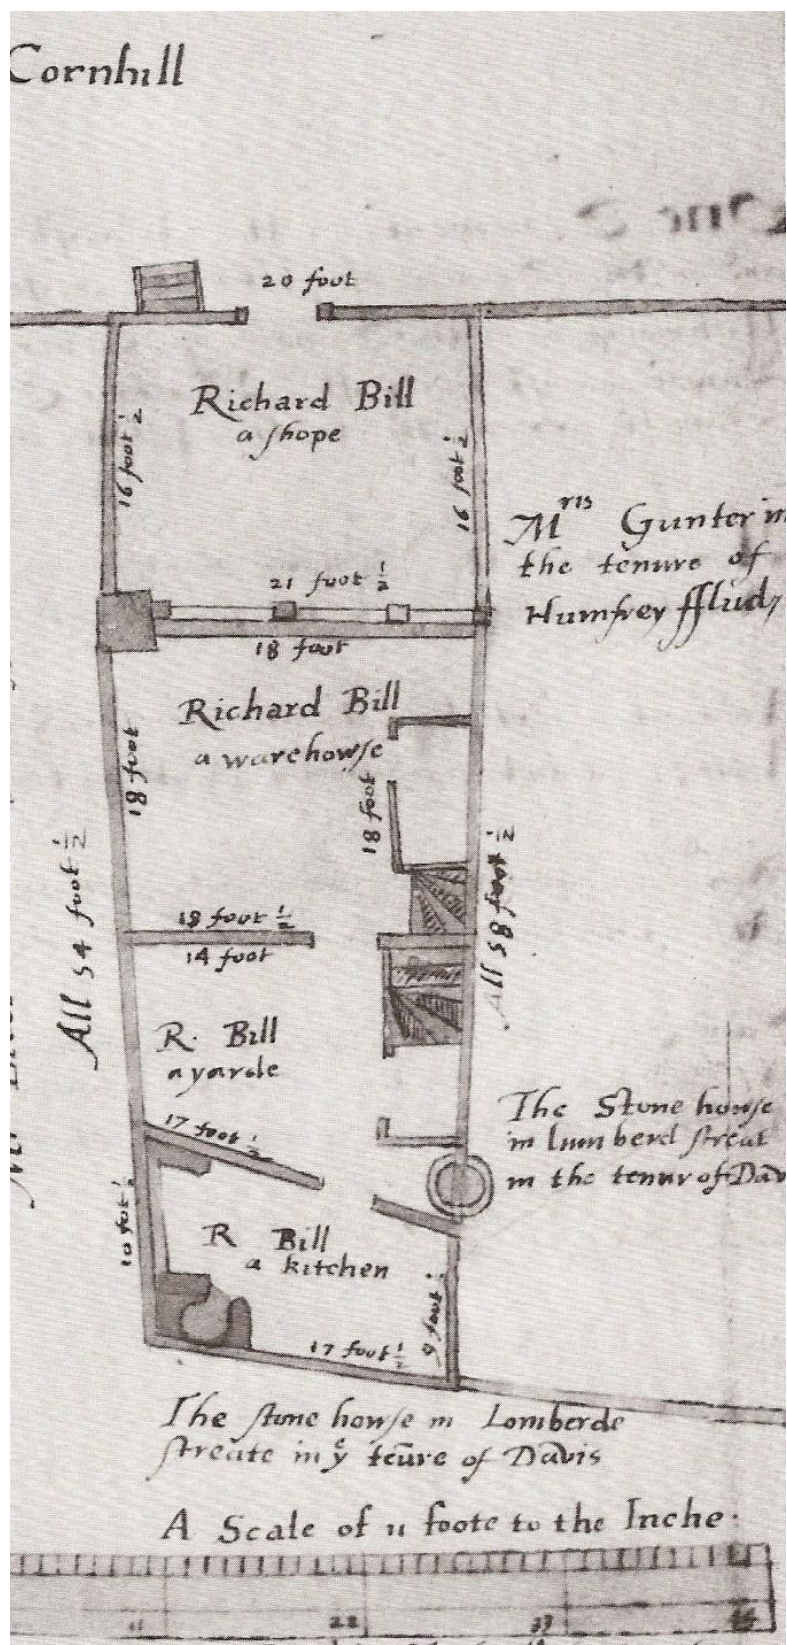 Cornhill
20 foot
Richard Bill
a shope
16 foot ½
16 foot ½
Mris Gunter in
the tenure of
Humfrey fflud
21 foot ½
18 foot
Richard Bill
a warehowse
18 foot
18 foot
All 54 foot ½
All 58 foot ½
18 foot ½
14 foot
R. Bill
a yarde
The Stone howse
in lumberd streat
in the tenur of Dav
17 foot ½
10 fot ½
R Bill
a kitchen
9 foot
17 foot ½
The stone howse in Lomberde
streate in ye teūre of Davis
A Scale of 11 foote to the Inche.
11 22 33 44